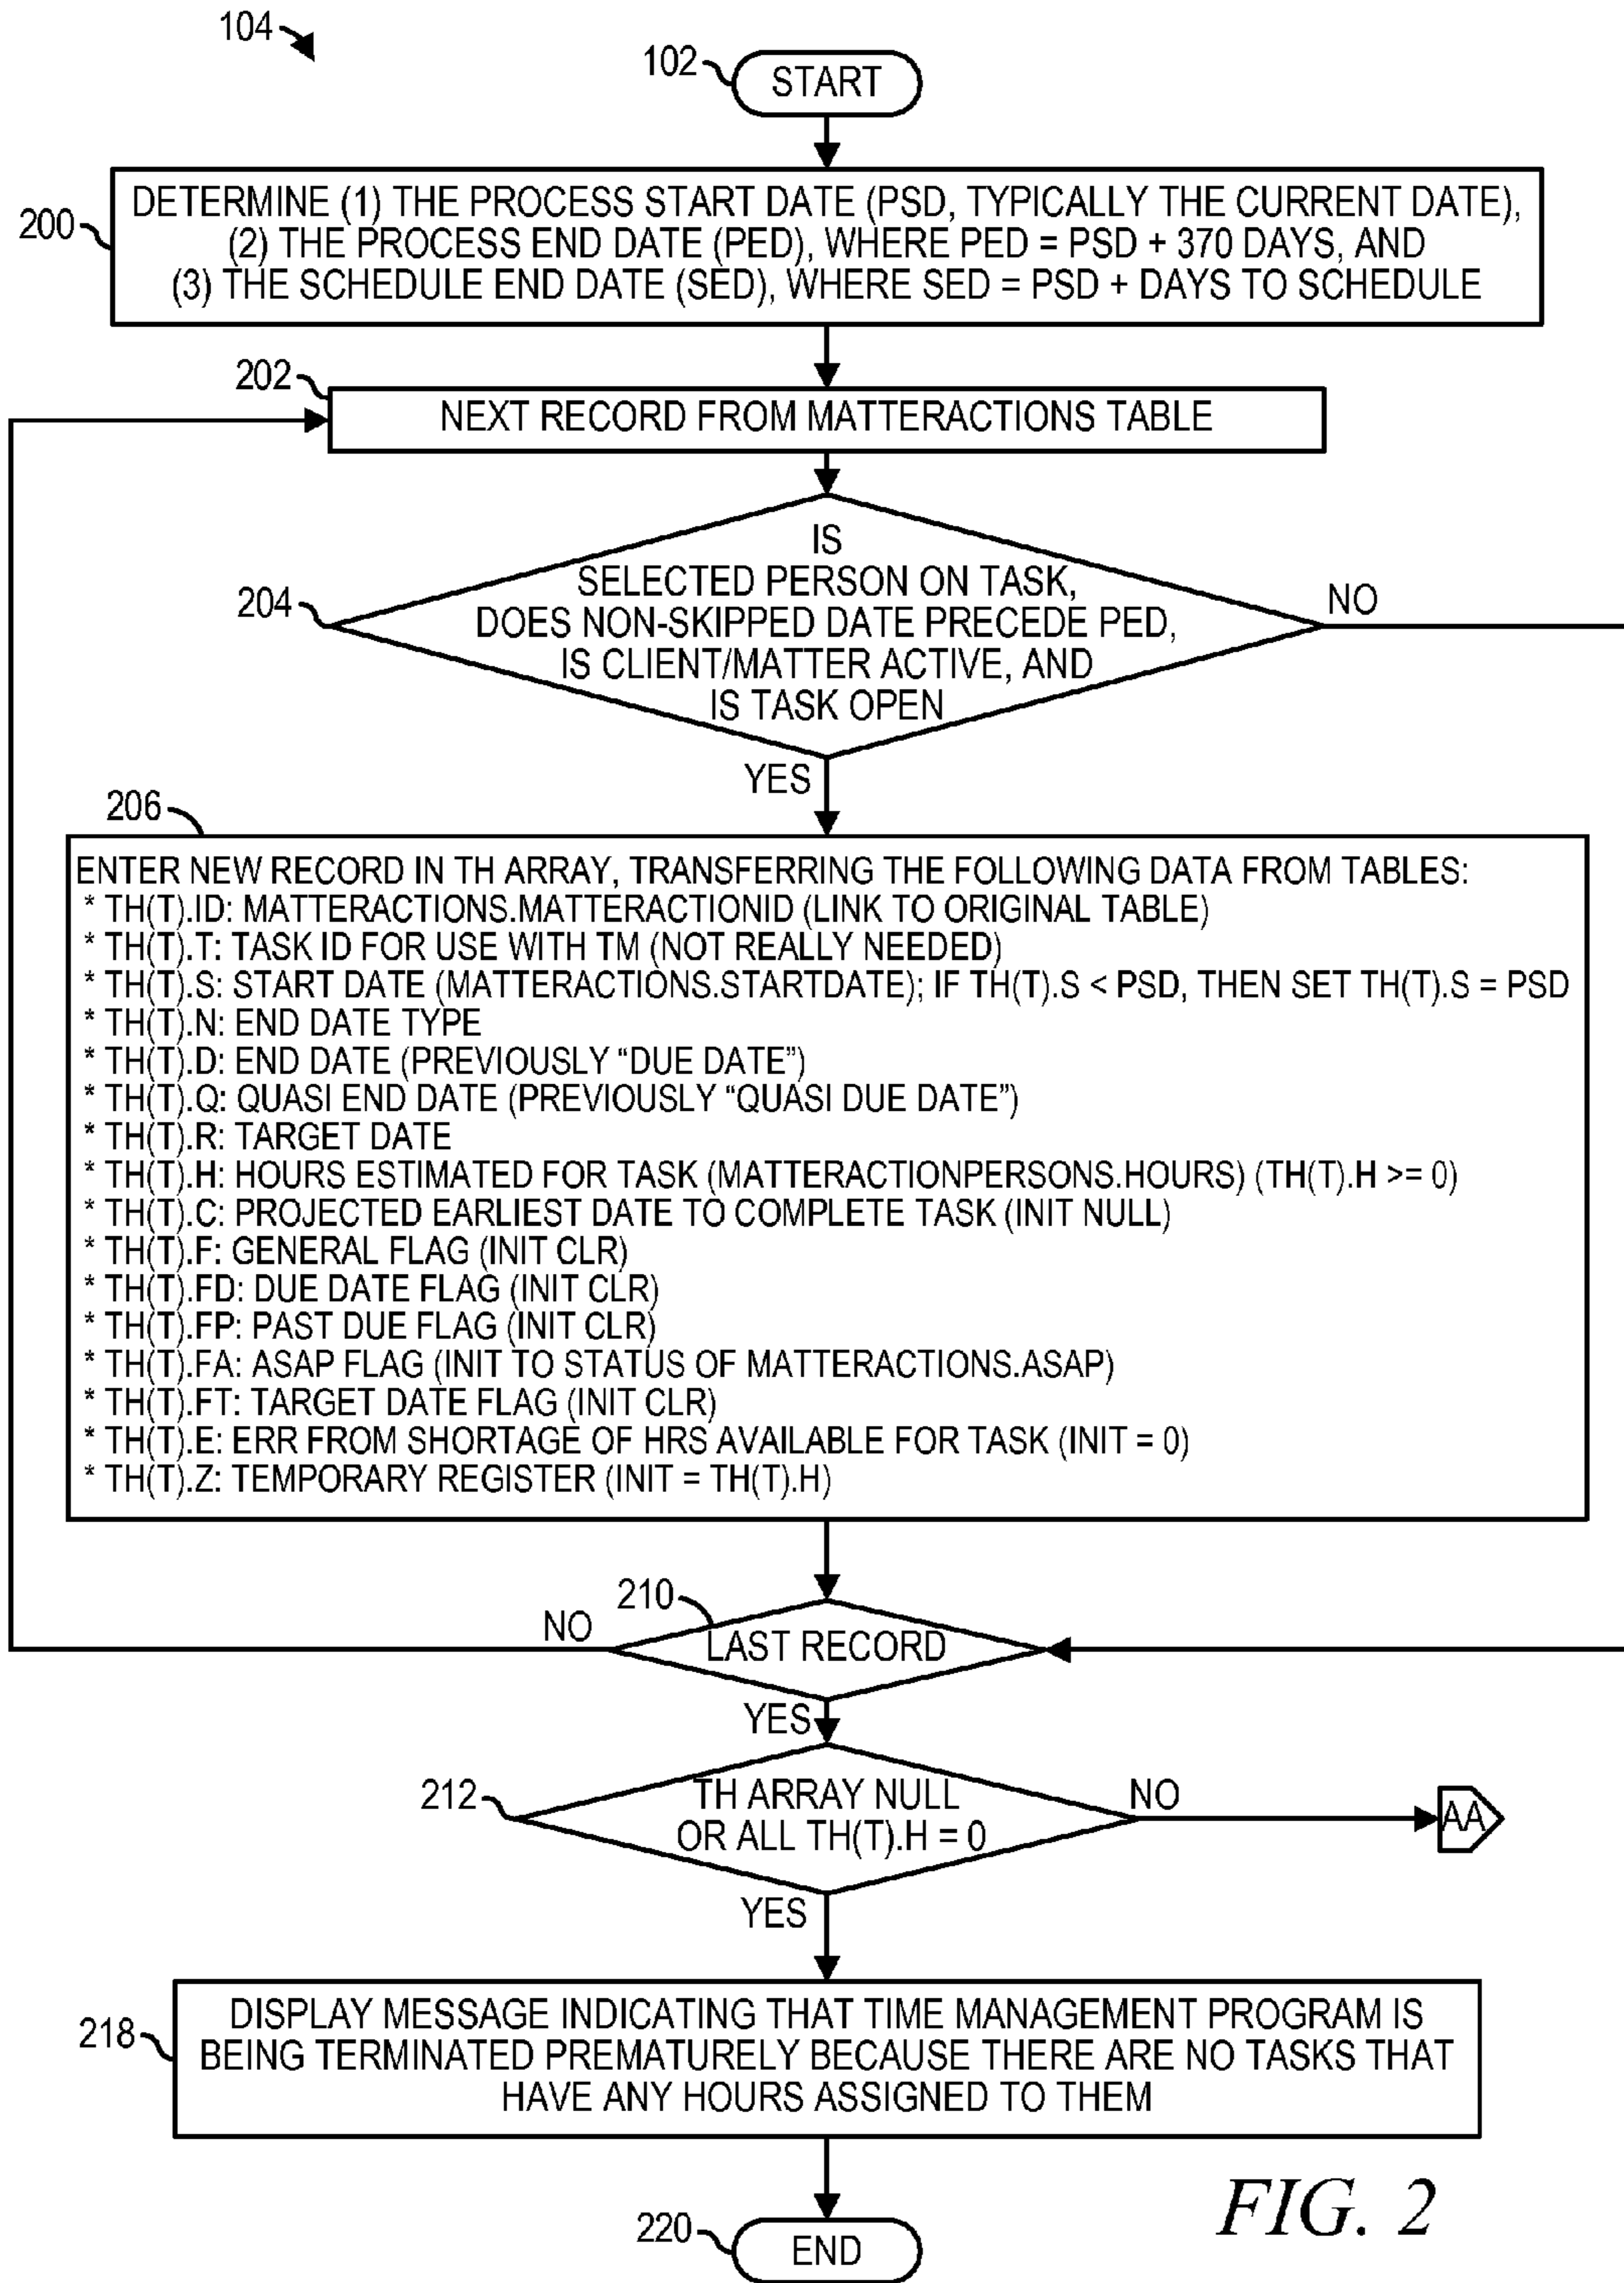 104
102
START
200
DETERMINE (1) THE PROCESS START DATE (PSD, TYPICALLY THE CURRENT DATE),
(2) THE PROCESS END DATE (PED), WHERE PED = PSD + 370 DAYS, AND
(3) THE SCHEDULE END DATE (SED), WHERE SED = PSD + DAYS TO SCHEDULE
202
NEXT RECORD FROM MATTERACTIONS TABLE
204
IS
SELECTED PERSON ON TASK,
DOES NON-SKIPPED DATE PRECEDE PED,
IS CLIENT/MATTER ACTIVE, AND
IS TASK OPEN
NO
YES
206
ENTER NEW RECORD IN TH ARRAY, TRANSFERRING THE FOLLOWING DATA FROM TABLES:
* TH(T).ID: MATTERACTIONS.MATTERACTIONID (LINK TO ORIGINAL TABLE)
* TH(T).T: TASK ID FOR USE WITH TM (NOT REALLY NEEDED)
* TH(T).S: START DATE (MATTERACTIONS.STARTDATE); IF TH(T).S < PSD, THEN SET TH(T).S = PSD
* TH(T).N: END DATE TYPE
* TH(T).D: END DATE (PREVIOUSLY “DUE DATE”)
* TH(T).Q: QUASI END DATE (PREVIOUSLY “QUASI DUE DATE”)
* TH(T).R: TARGET DATE
* TH(T).H: HOURS ESTIMATED FOR TASK (MATTERACTIONPERSONS.HOURS) (TH(T).H >= 0)
* TH(T).C: PROJECTED EARLIEST DATE TO COMPLETE TASK (INIT NULL)
* TH(T).F: GENERAL FLAG (INIT CLR)
* TH(T).FD: DUE DATE FLAG (INIT CLR)
* TH(T).FP: PAST DUE FLAG (INIT CLR)
* TH(T).FA: ASAP FLAG (INIT TO STATUS OF MATTERACTIONS.ASAP)
* TH(T).FT: TARGET DATE FLAG (INIT CLR)
* TH(T).E: ERR FROM SHORTAGE OF HRS AVAILABLE FOR TASK (INIT = 0)
* TH(T).Z: TEMPORARY REGISTER (INIT = TH(T).H)
210
NO
LAST RECORD
YES
212
TH ARRAY NULL
OR ALL TH(T).H = 0
NO
AA
YES
218
DISPLAY MESSAGE INDICATING THAT TIME MANAGEMENT PROGRAM IS
BEING TERMINATED PREMATURELY BECAUSE THERE ARE NO TASKS THAT
HAVE ANY HOURS ASSIGNED TO THEM
220
END
FIG. 2